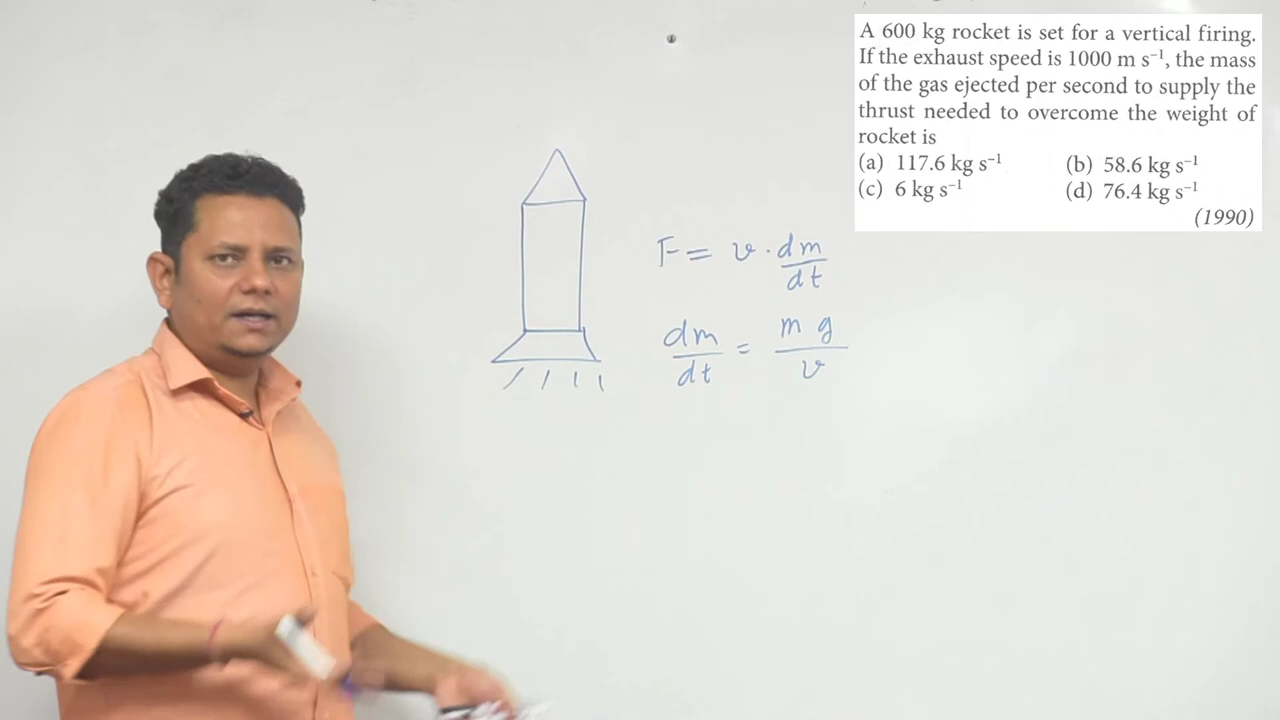 A 600 kg rocket is set for a vertical firing.
If the exhaust speed is 1000 m s⁻¹, the mass
of the gas ejected per second to supply the
thrust needed to overcome the weight of
rocket is
(a) 117.6 kg s⁻¹ (b) 58.6 kg s⁻¹
(c) 6 kg s⁻¹ (d) 76.4 kg s⁻¹
(1990)
F = v · dm/dt
dm/dt = m g/v